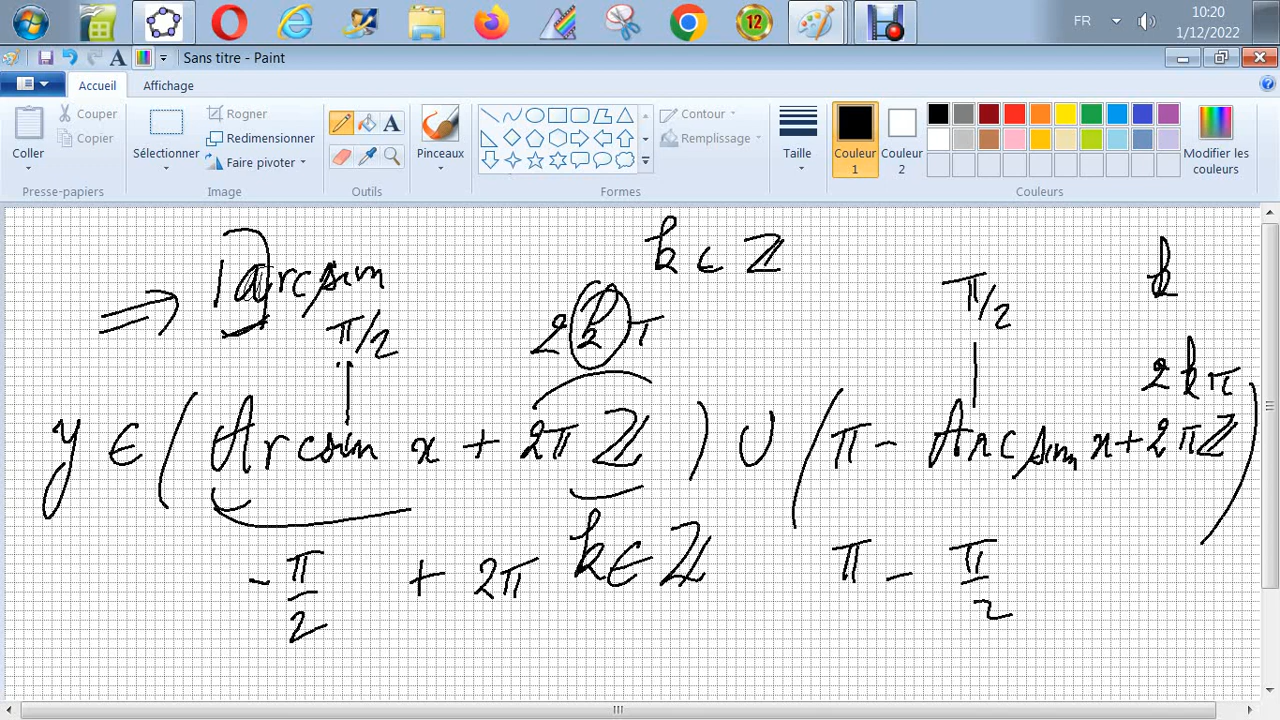 FR
10:20
1/12/2022
12
Sans titre - Paint
Accueil
Affichage
Coller
Couper
Copier
Presse-papiers
Sélectionner
Rogner
Redimensionner
Faire pivoter
Image
Outils
Pinceaux
Contour
Remplissage
Formes
Taille
Couleur 1
Couleur 2
Modifier les couleurs
Couleurs
k ∈ ℤ
⇒ arcsin
π/2
π/2
k
2kπ
y ∈ (Arcsin x + 2π ℤ) ∪ (π - Arcsin x + 2πℤ)
- π/2 + 2π k ∈ ℤ π - π/2